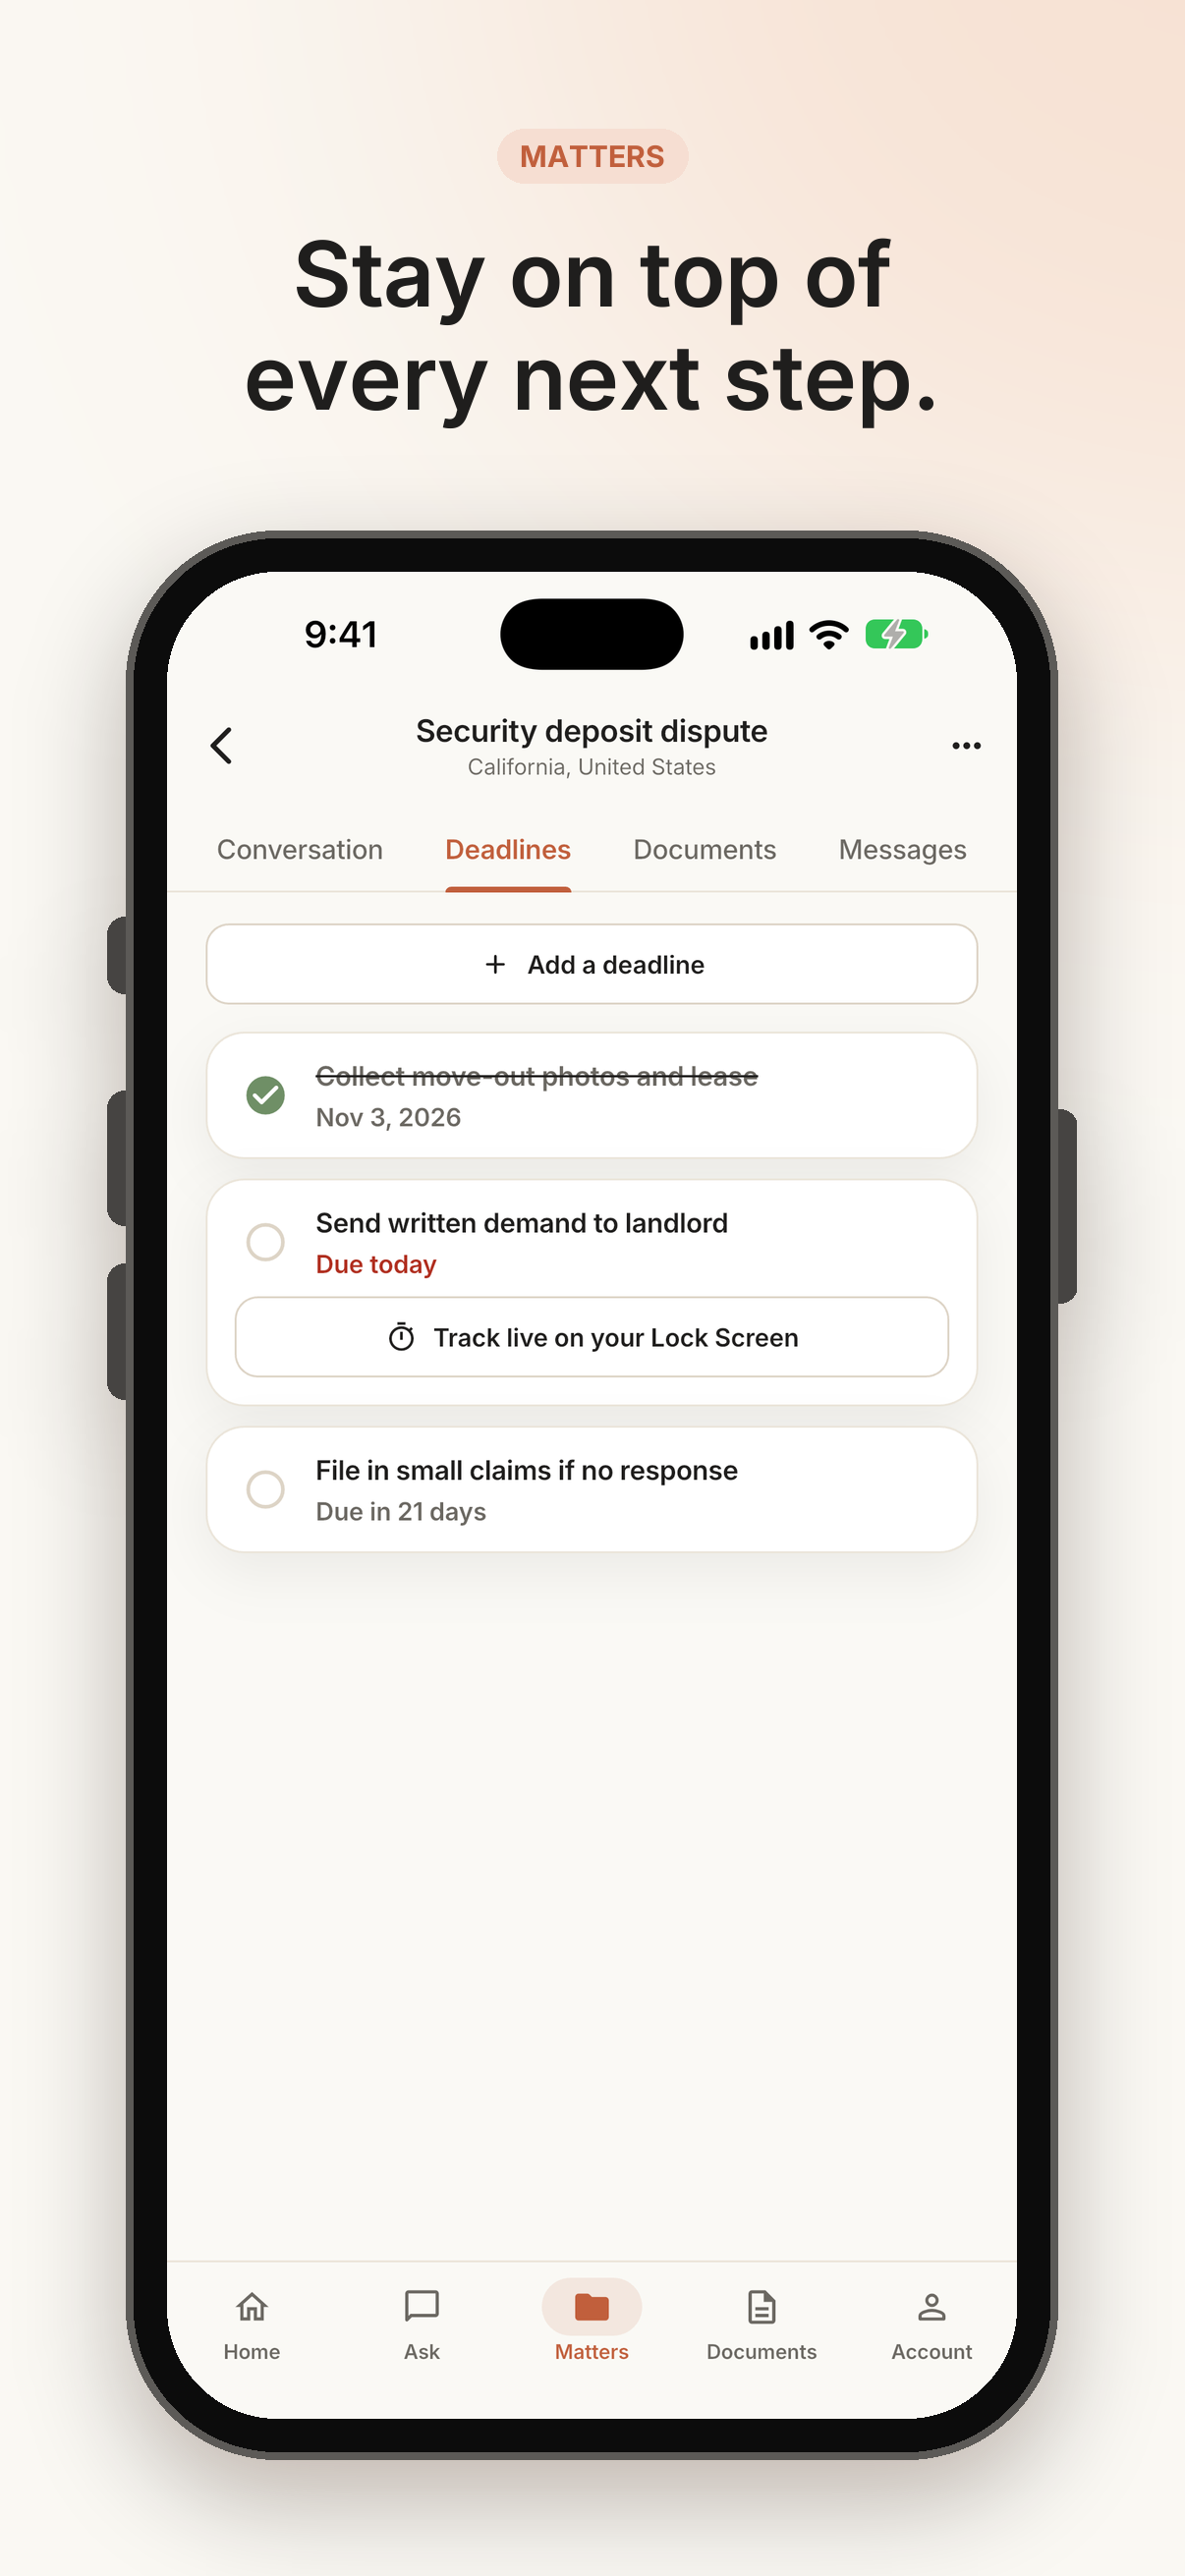 MATTERS
Stay on top of
every next step.
9:41
Security deposit dispute
California, United States
Conversation Deadlines Documents Messages
+ Add a deadline
Collect move-out photos and lease
Nov 3, 2026
Send written demand to landlord
Due today
Track live on your Lock Screen
File in small claims if no response
Due in 21 days
Home Ask Matters Documents Account